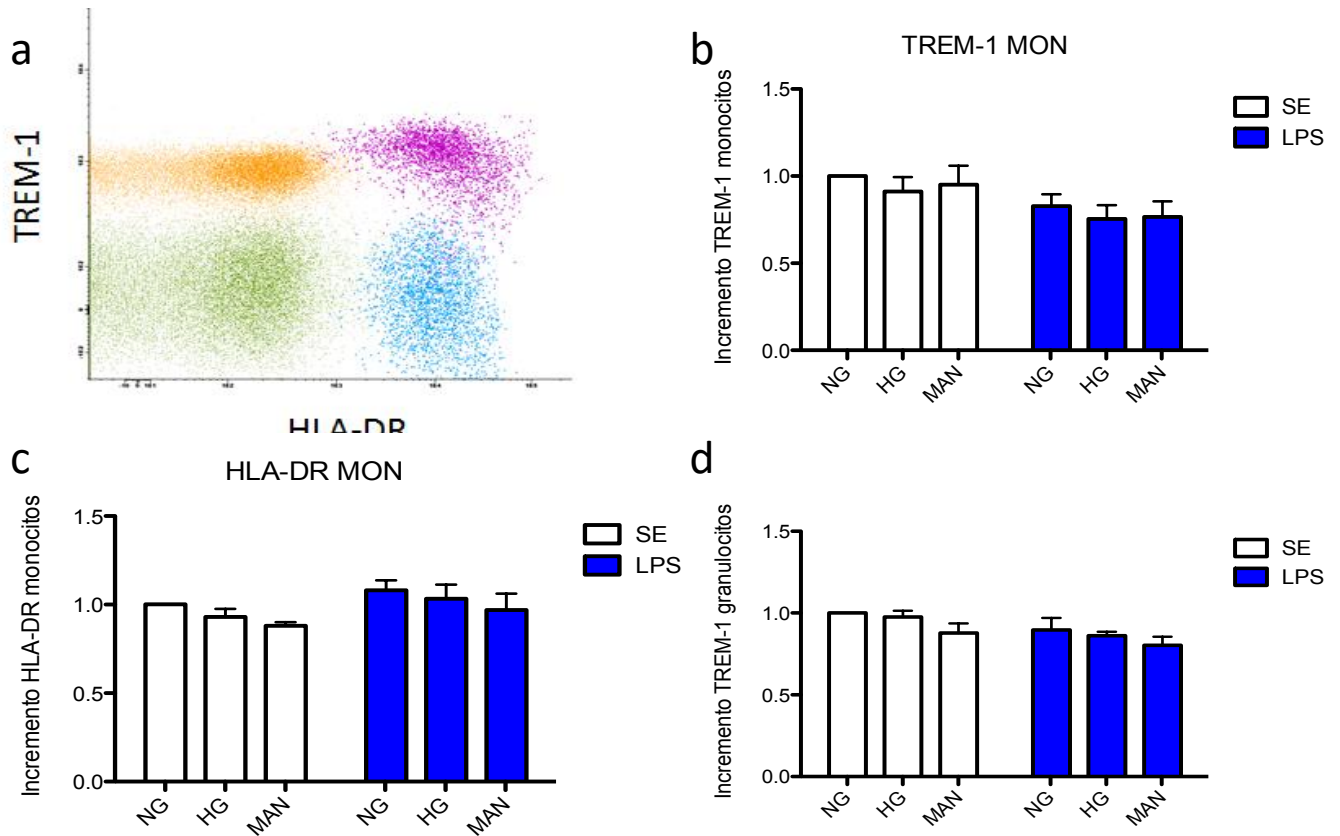 a
TREM-1
HLA-DR
b
TREM-1 MON
Incremento TREM-1 monocitos
1.5
1.0
0.5
0.0
NG HG MAN NG HG MAN
SE
LPS
c
HLA-DR MON
Incremento HLA-DR monocitos
1.5
1.0
0.5
0.0
NG HG MAN NG HG MAN
SE
LPS
d
Incremento TREM-1 granulocitos
1.5
1.0
0.5
0.0
NG HG MAN NG HG MAN
SE
LPS